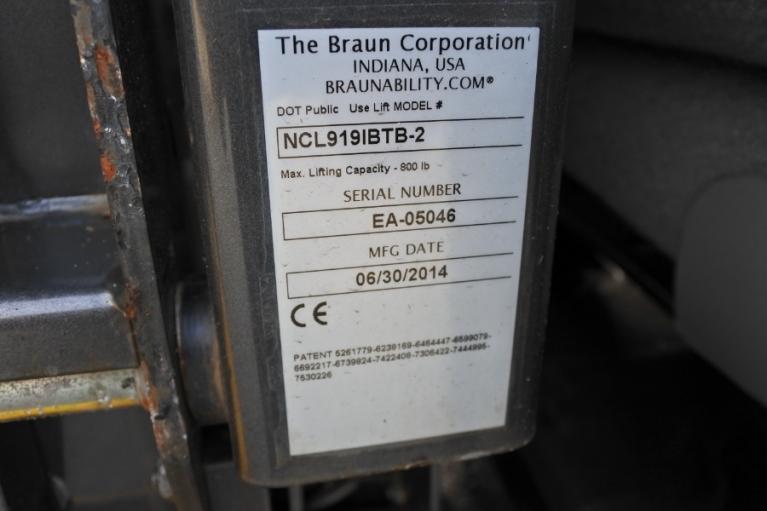 The Braun Corporation
INDIANA, USA
BRAUNABILITY.COM®
DOT Public Use Lift MODEL #
NCL919IBTB-2
Max. Lifting Capacity - 800 lb
SERIAL NUMBER
EA-05046
MFG DATE
06/30/2014
CE
PATENT 5261779-6238169-6464447-6599079-
6692217-6739824-7422408-7306422-7444995-
7530226